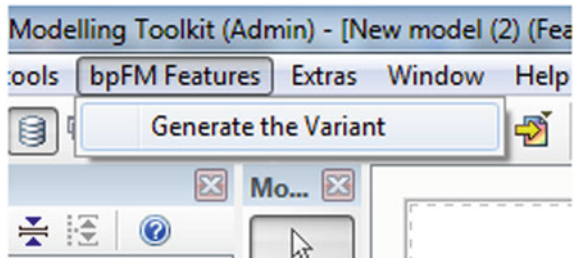 Modelling Toolkit (Admin) - [New model (2) (Fea
ools bpFM Features Extras Window Help
Generate the Variant
Mo...